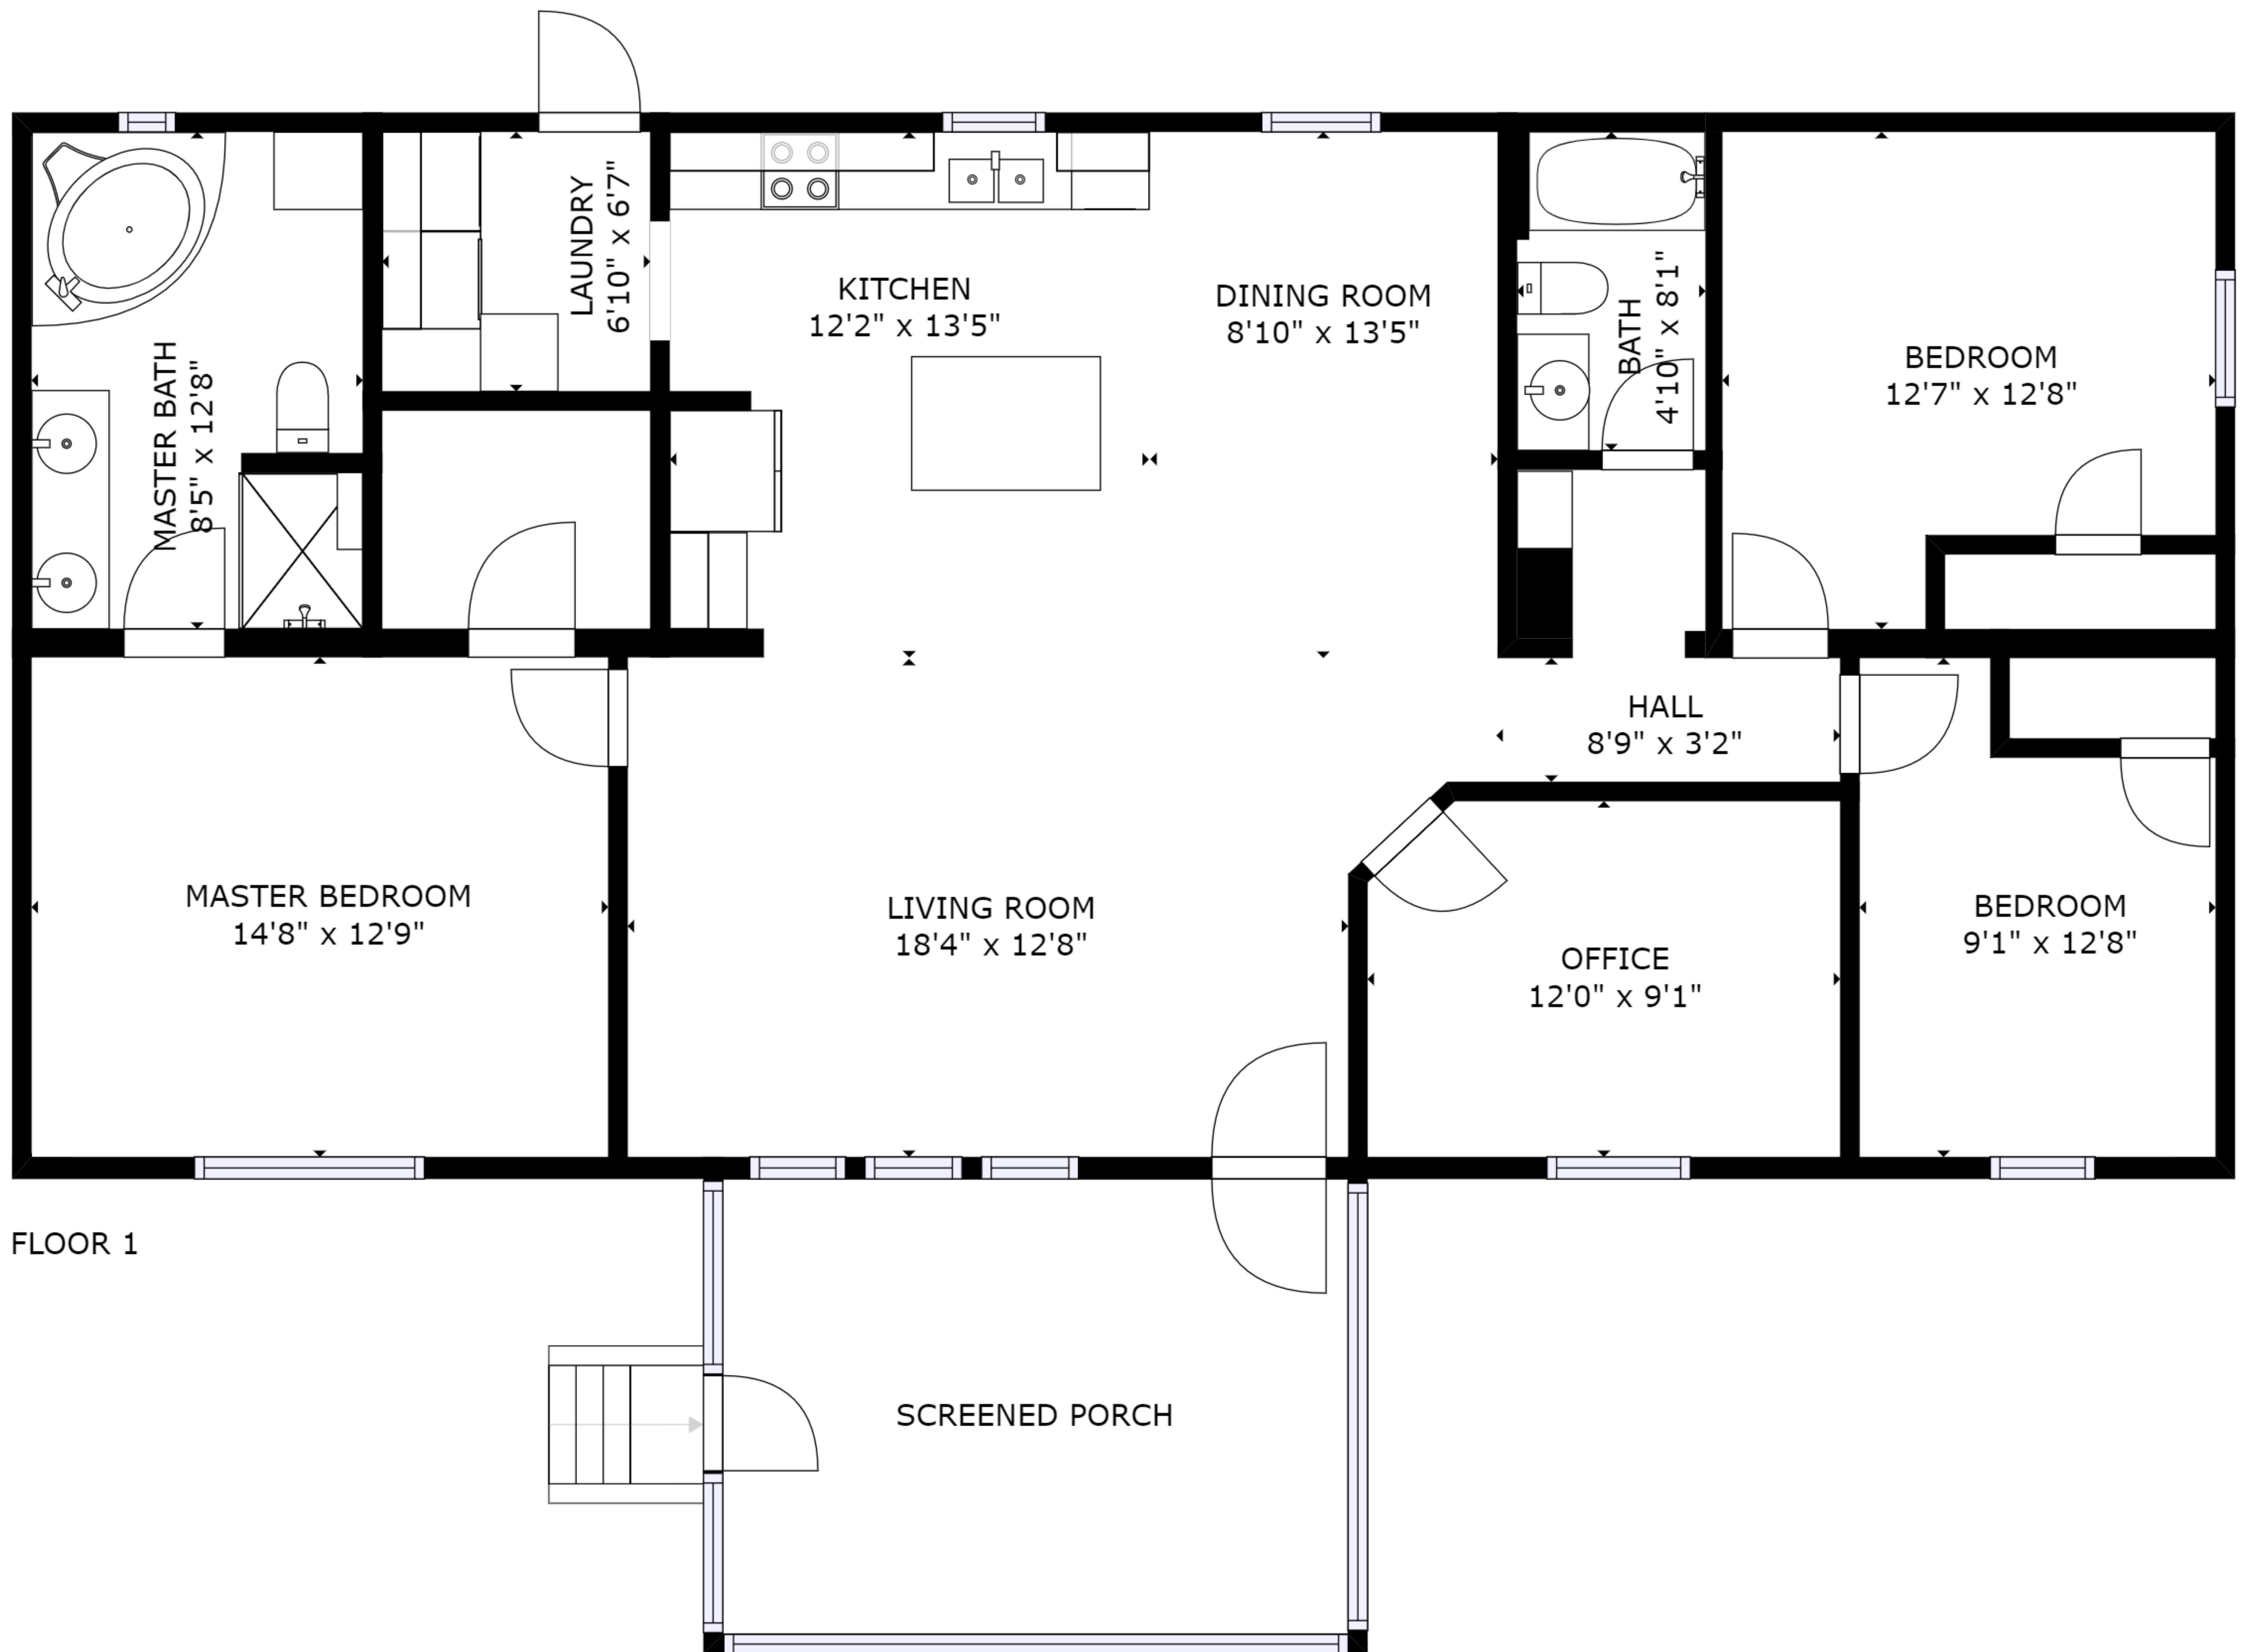 LAUNDRY
6'10" x 6'7"
KITCHEN
12'2" x 13'5"
DINING ROOM
8'10" x 13'5"
BATH
4'10" x 8'1"
BEDROOM
12'7" x 12'8"
MASTER BATH
8'5" x 12'8"
HALL
8'9" x 3'2"
MASTER BEDROOM
14'8" x 12'9"
LIVING ROOM
18'4" x 12'8"
OFFICE
12'0" x 9'1"
BEDROOM
9'1" x 12'8"
FLOOR 1
SCREENED PORCH